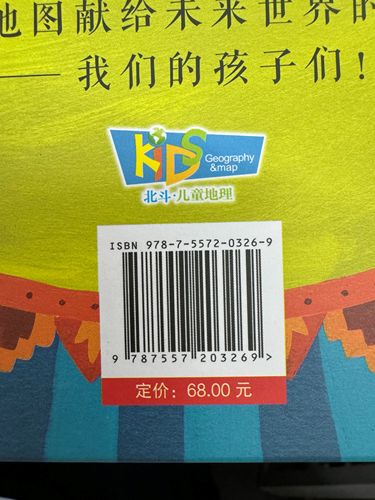 地图献给未来世界的
——我们的孩子们!
KiDS
Geography
&map
北斗·儿童地理
ISBN 978-7-5572-0326-9
9 787557 203269>
定价：68.00 元